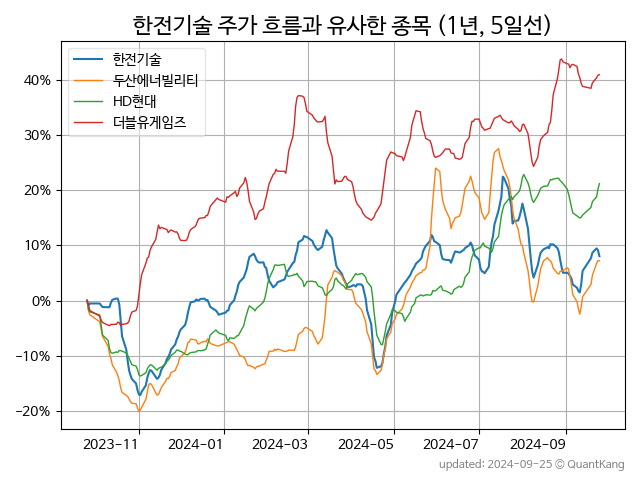 한전기술 주가 흐름과 유사한 종목 (1년, 5일선)
한전기술
두산에너빌리티
HD현대
더블유게임즈
40%
30%
20%
10%
0%
−10%
−20%
2023−11
2024−01
2024−03
2024−05
2024−07
2024−09
updated: 2024−09−25 © QuantKang